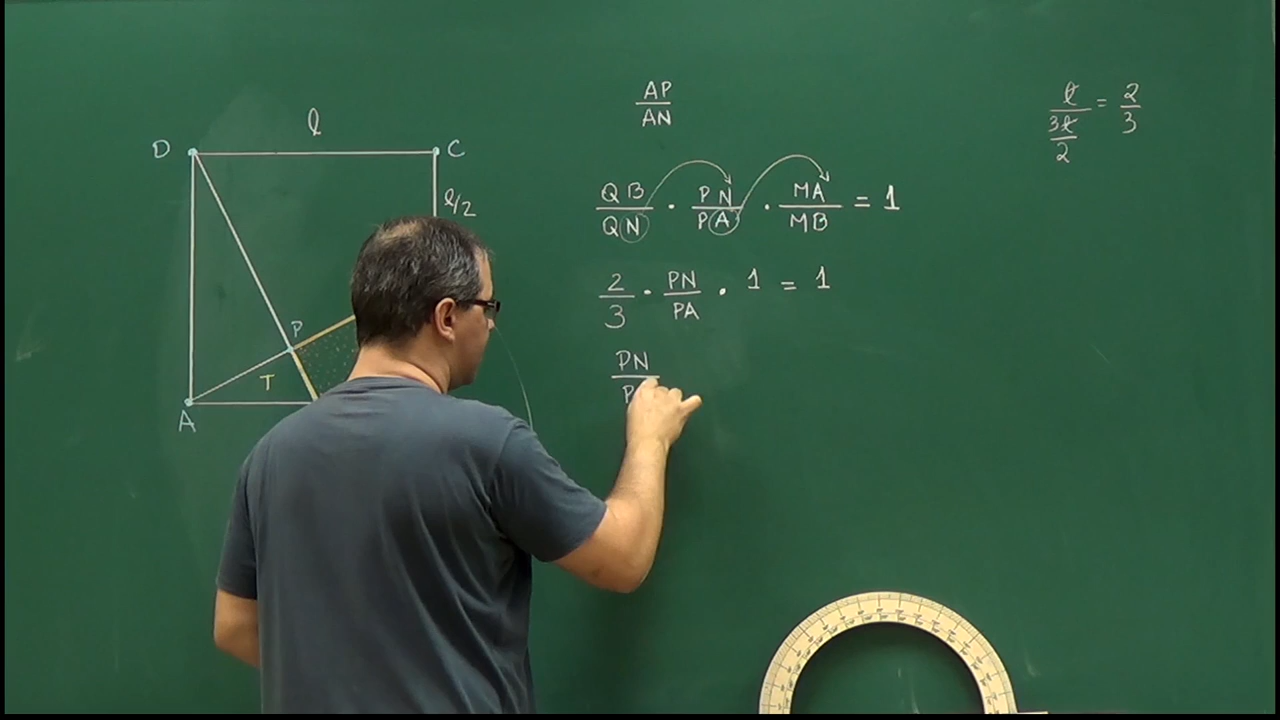 AP
AN
ℓ
3ℓ
2
= 2
3
ℓ
D
C
ℓ/2
QB
QN
·
PN
PA
·
MA
MB
= 1
2
3
·
PN
PA
· 1 = 1
P
T
A
PN
P